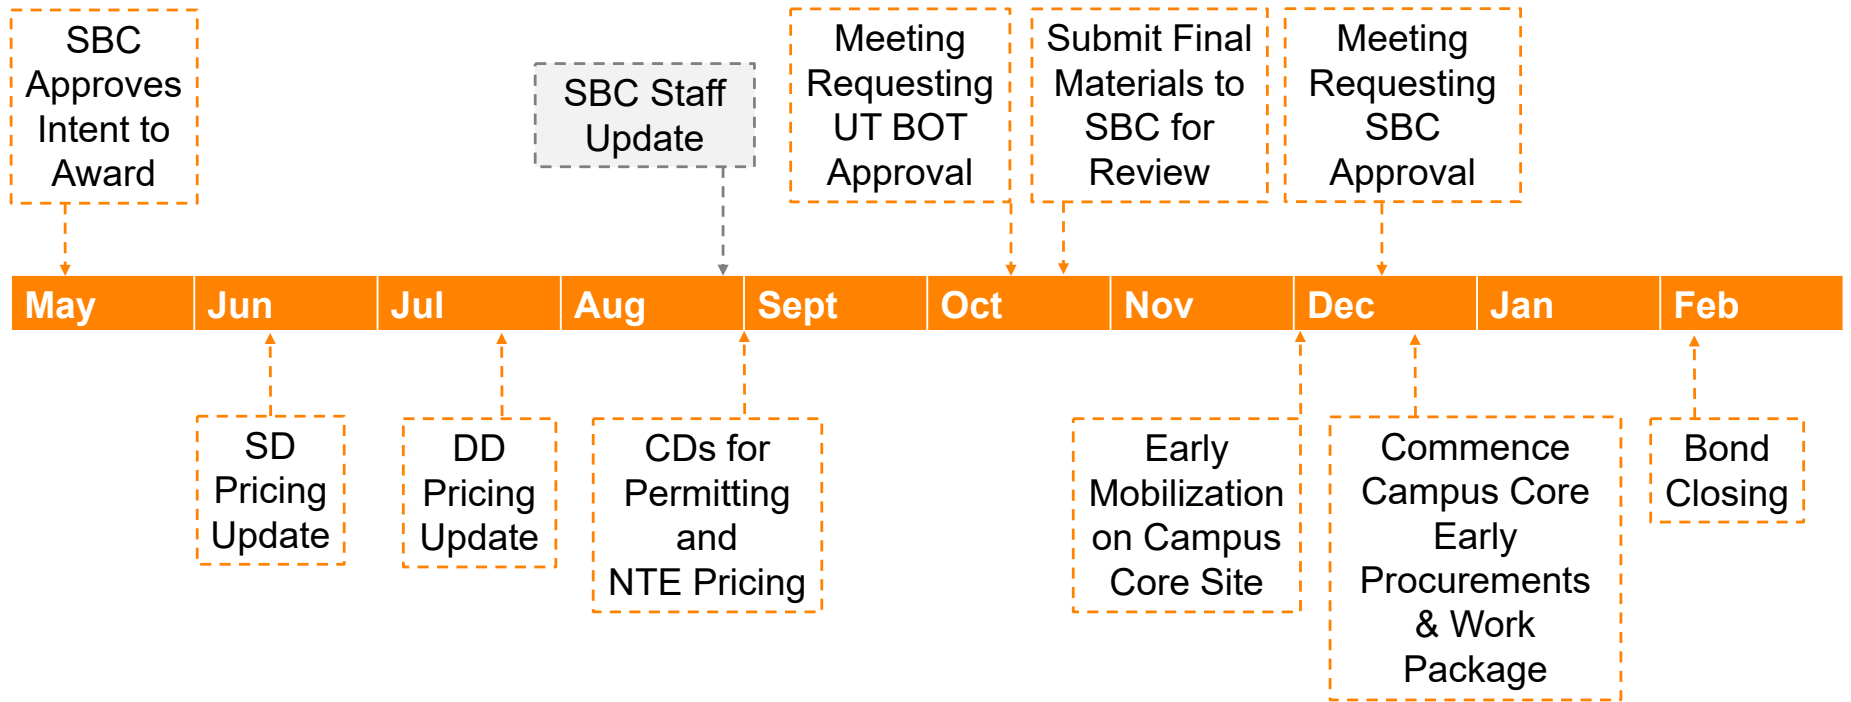 SBC
Approves
Intent to
Award
SBC Staff
Update
Meeting
Requesting
UT BOT
Approval
Submit Final
Materials to
SBC for
Review
Meeting
Requesting
SBC
Approval
May
Jun
Jul
Aug
Sept
Oct
Nov
Dec
Jan
Feb
SD
Pricing
Update
DD
Pricing
Update
CDs for
Permitting
and
NTE Pricing
Early
Mobilization
on Campus
Core Site
Commence
Campus Core
Early
Procurements
& Work
Package
Bond
Closing